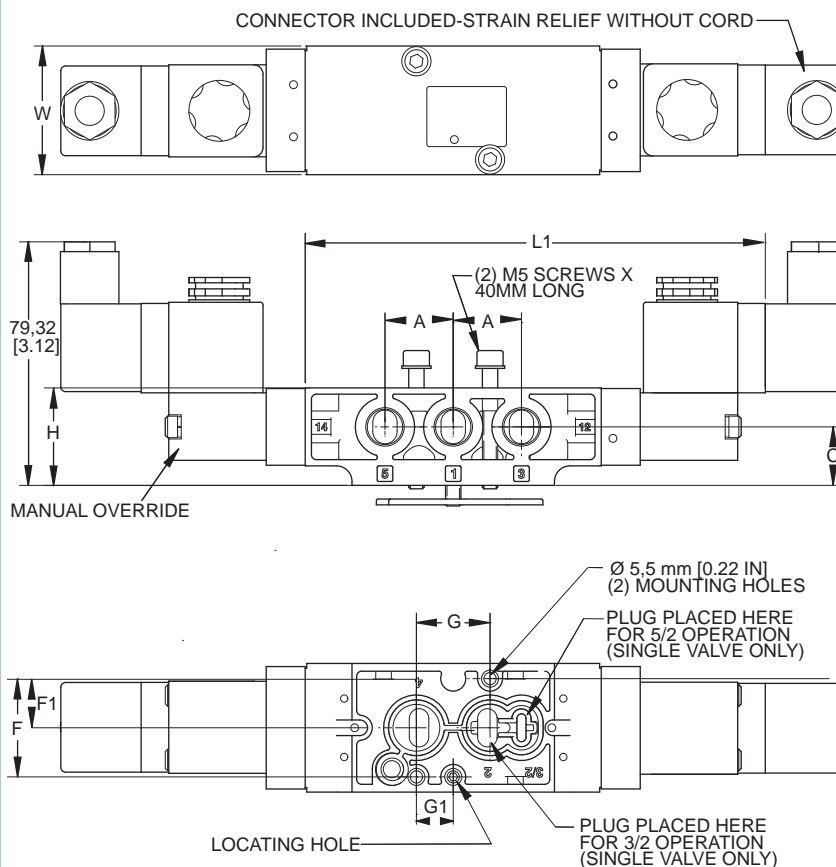 CONNECTOR INCLUDED-STRAIN RELIEF WITHOUT CORD
W
L1
(2) M5 SCREWS X
40MM LONG
A
A
79,32
[3.12]
H
14
12
C
5
1
3
MANUAL OVERRIDE
Ø 5,5 mm [0.22 IN]
(2) MOUNTING HOLES
G
PLUG PLACED HERE
FOR 5/2 OPERATION
(SINGLE VALVE ONLY)
F1
F
4
2
3/2
G1
LOCATING HOLE
PLUG PLACED HERE
FOR 3/2 OPERATION
(SINGLE VALVE ONLY)